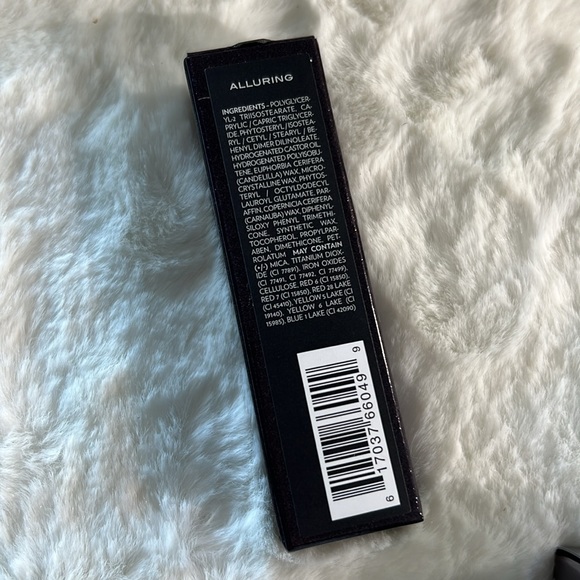 ALLURING
INGREDIENTS - POLYGLYCER-
YL-2 TRIISOSTEARATE, CA-
PRYLIC / CAPRIC TRIGLYCER-
IDE, PHYTOSTERYL / ISOSTEA-
RYL / CETYL / STEARYL / BE-
HENYL DIMER DILINOLEATE,
HYDROGENATED CASTOR OIL,
HYDROGENATED POLYISOBU-
TENE, EUPHORBIA CERIFERA
(CANDELILLA) WAX, MICRO-
CRYSTALLINE WAX, PHYTOS-
TERYL / OCTYLDODECYL
LAUROYL GLUTAMATE, PAR-
AFFIN, COPERNICIA CERIFERA
(CARNAUBA) WAX, DIPHENYL-
SILOXY PHENYL TRIMETHI-
CONE, SYNTHETIC WAX,
TOCOPHEROL, PROPYLPAR-
ABEN, DIMETHICONE, PET-
ROLATUM MAY CONTAIN
(+/-) MICA, TITANIUM DIOX-
IDE (CI 77891), IRON OXIDES
(CI 77491, CI 77492, CI 77499),
CELLULOSE, RED 6 (CI 15850),
RED 7 (CI 15850), RED 28 LAKE
(CI 45410), YELLOW 5 LAKE (CI
19140), YELLOW 6 LAKE (CI
15985), BLUE 1 LAKE (CI 42090)
6 17037 66049 9